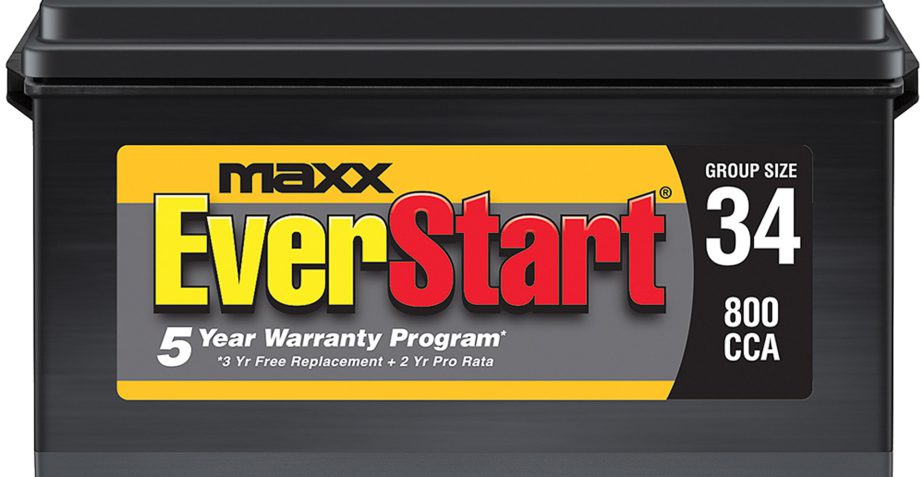 maxx
EverStart®
5 Year Warranty Program*
*3 Yr Free Replacement + 2 Yr Pro Rata
GROUP SIZE
34
800
CCA